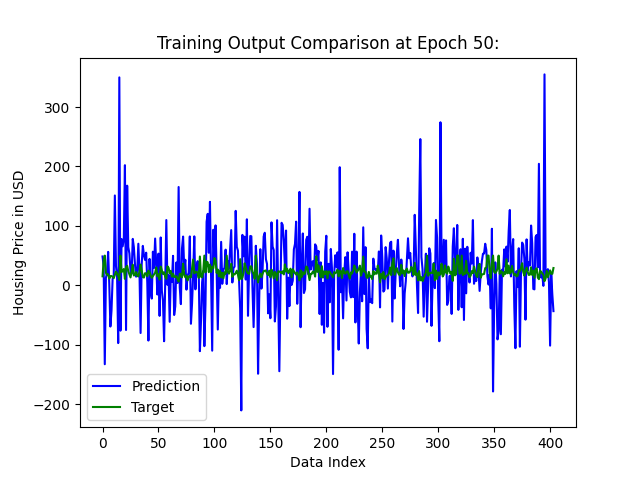 Training Output Comparison at Epoch 50:
Housing Price in USD
300
200
100
0
−100
−200
Prediction
Target
0 50 100 150 200 250 300 350 400
Data Index